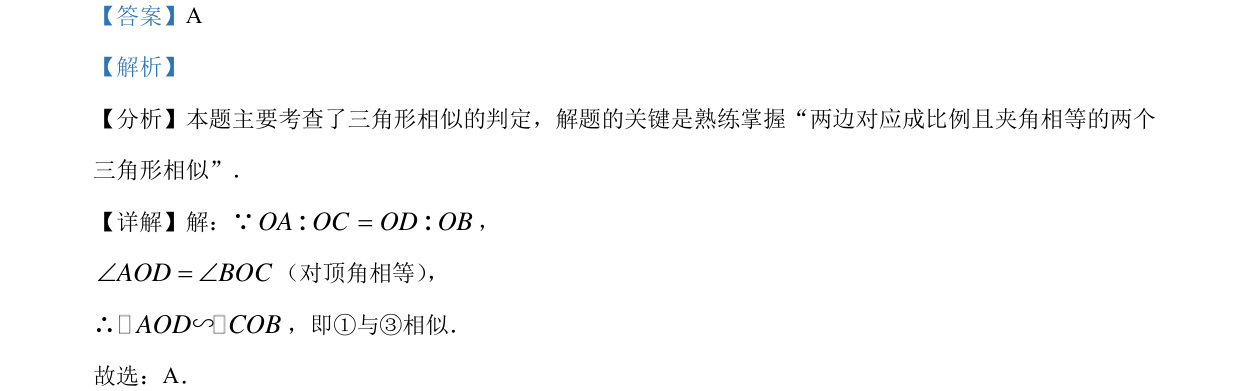 【答案】A
【解析】
【分析】本题主要考查了三角形相似的判定，解题的关键是熟练掌握“两边对应成比例且夹角相等的两个
三角形相似”．
【详解】解：∵OA∶OC = OD∶OB，
∠AOD = ∠BOC（对顶角相等），
∴□AOD∽□COB，即①与③相似．
故选：A．